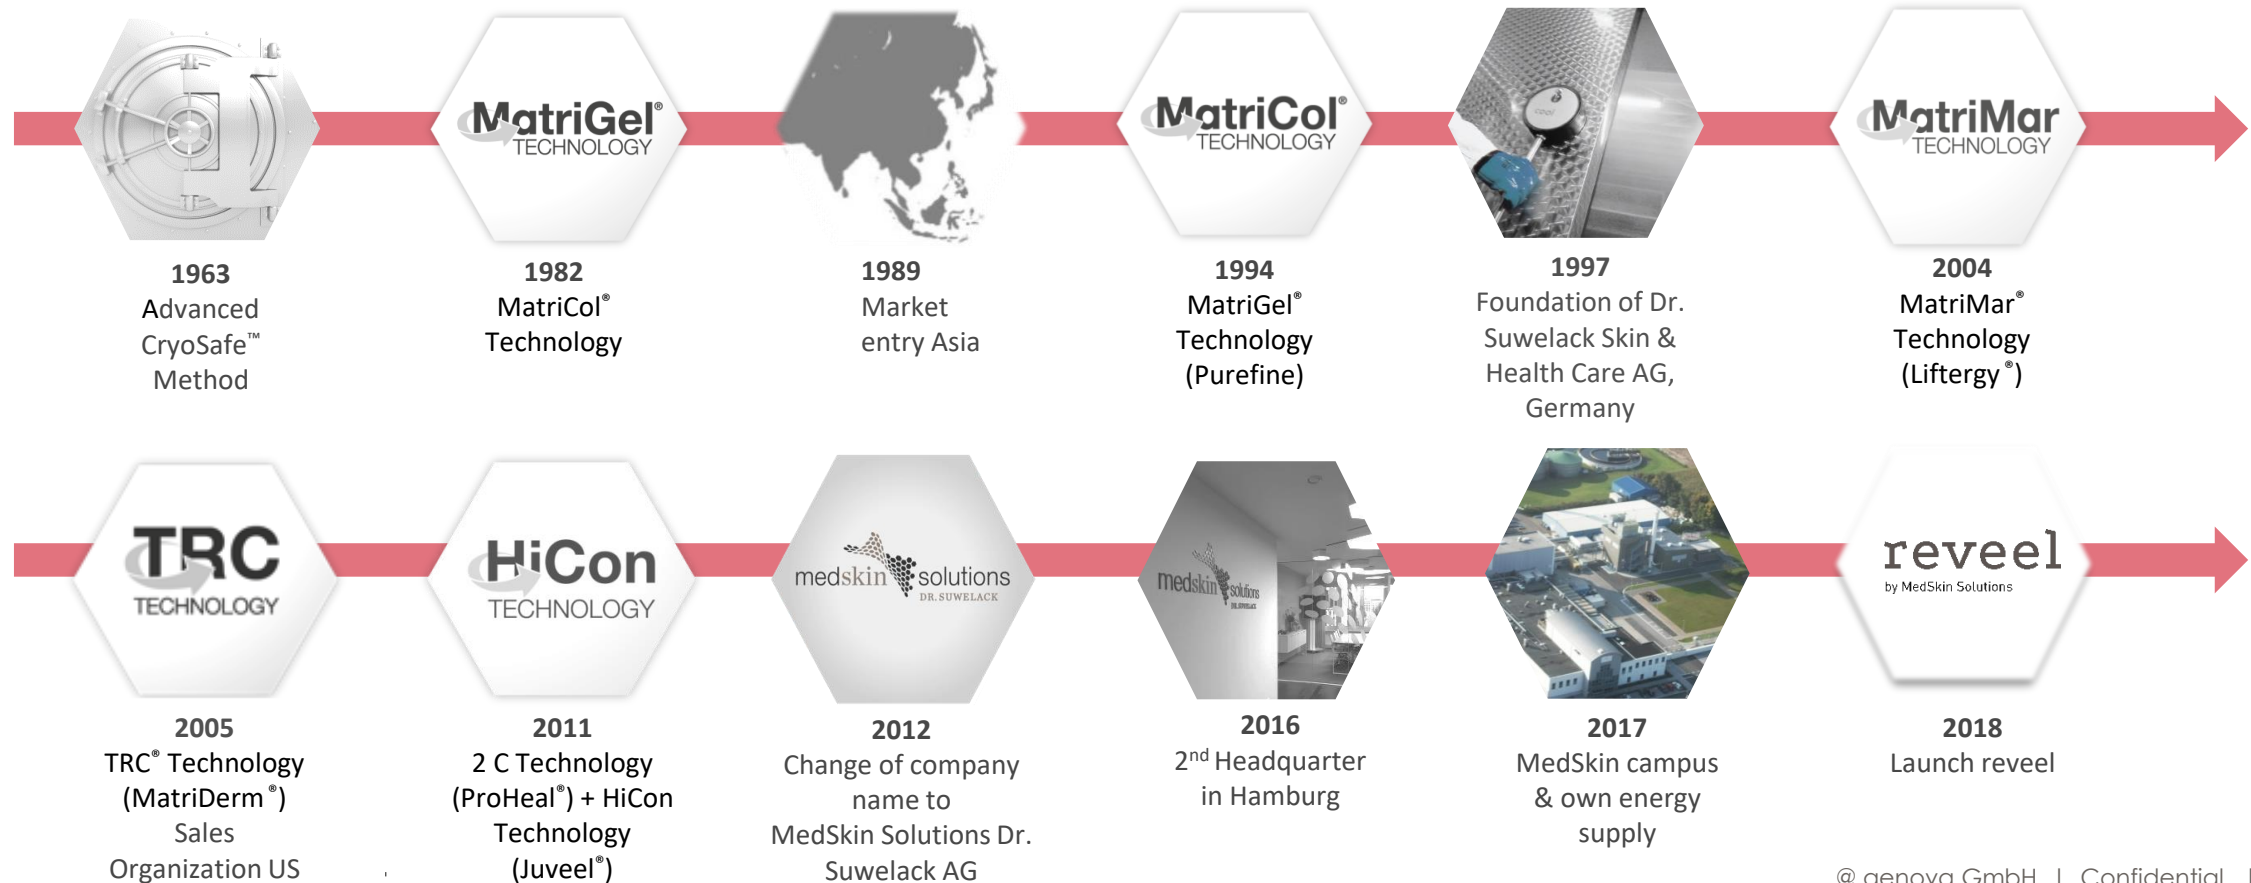 MatriGel®
TECHNOLOGY
MatriCol®
TECHNOLOGY
cool
MatriMar
TECHNOLOGY
1963
Advanced
CryoSafe™
Method
1982
MatriCol®
Technology
1989
Market
entry Asia
1994
MatriGel®
Technology
(Purefine)
1997
Foundation of Dr.
Suwelack Skin &
Health Care AG,
Germany
2004
MatriMar®
Technology
(Liftergy®)
TRC
TECHNOLOGY
HiCon
TECHNOLOGY
medskin solutions
DR. SUWELACK
medskin solutions
DR. SUWELACK
reveel
by MedSkin Solutions
2005
TRC® Technology
(MatriDerm®)
Sales
Organization US
2011
2 C Technology
(ProHeal®) + HiCon
Technology
(Juveel®)
2012
Change of company
name to
MedSkin Solutions Dr.
Suwelack AG
2016
2nd Headquarter
in Hamburg
2017
MedSkin campus
& own energy
supply
2018
Launch reveel
@ genova GmbH | Confidential |